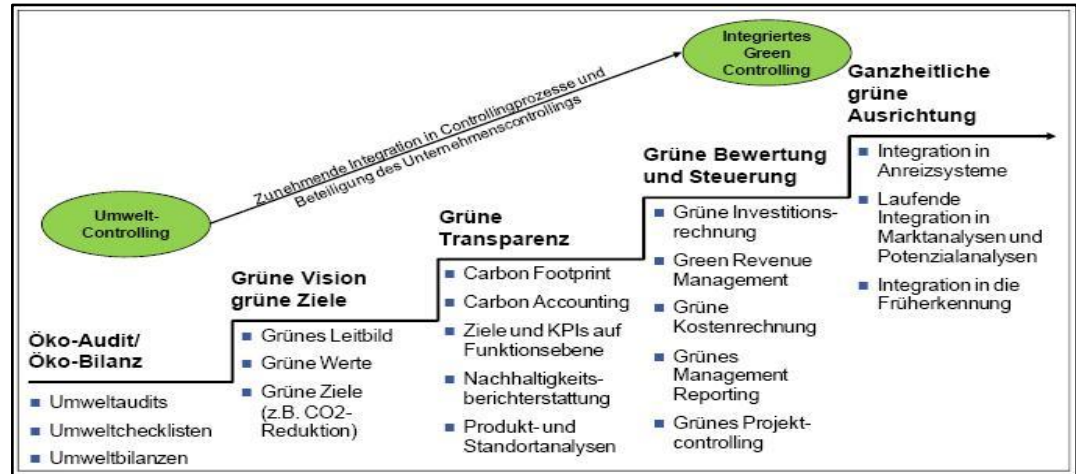 Umwelt-
Controlling
Zunehmende Integration in Controllingprozesse und
Beteiligung des Unternehmenscontrollings
Integriertes
Green
Controlling
Öko-Audit/
Öko-Bilanz
Umweltaudits
Umweltchecklisten
Umweltbilanzen
Grüne Vision
grüne Ziele
Grünes Leitbild
Grüne Werte
Grüne Ziele
(z.B. CO2-
Reduktion)
Grüne
Transparenz
Carbon Footprint
Carbon Accounting
Ziele und KPIs auf
Funktionsebene
Nachhaltigkeits-
berichterstattung
Produkt- und
Standortanalysen
Grüne Bewertung
und Steuerung
Grüne Investitions-
rechnung
Green Revenue
Management
Grüne
Kostenrechnung
Grünes
Management
Reporting
Grünes Projekt-
controlling
Ganzheitliche
grüne
Ausrichtung
Integration in
Anreizsysteme
Laufende
Integration in
Marktanalysen und
Potenzialanalysen
Integration in die
Früherkennung